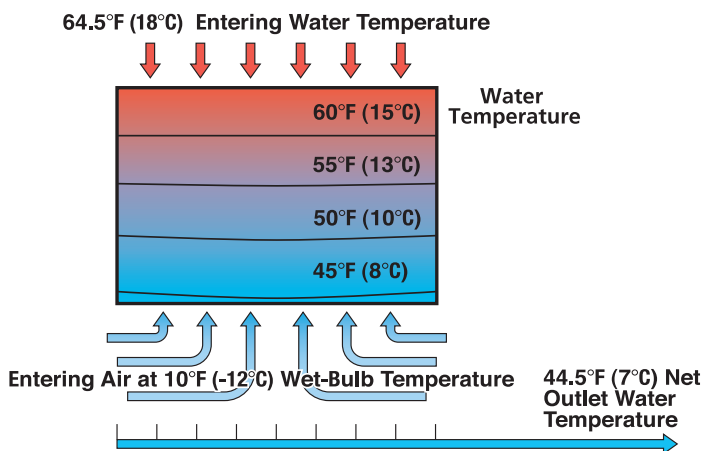 64.5°F (18°C) Entering Water Temperature
Water
Temperature
60°F (15°C)
55°F (13°C)
50°F (10°C)
45°F (8°C)
Entering Air at 10°F (-12°C) Wet-Bulb Temperature
44.5°F (7°C) Net
Outlet Water
Temperature